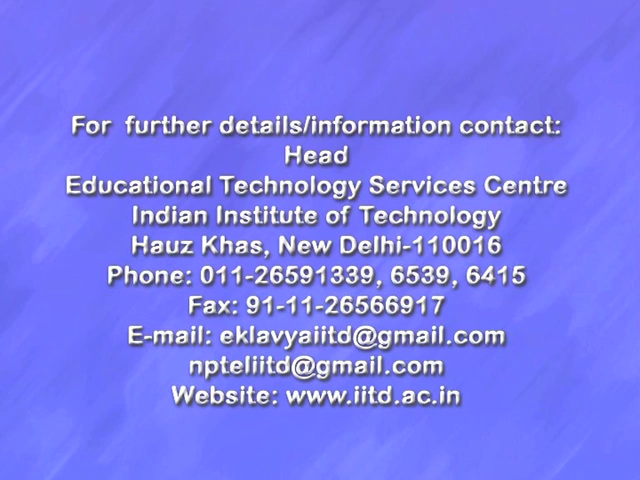 For further details/information contact:
Head
Educational Technology Services Centre
Indian Institute of Technology
Hauz Khas, New Delhi-110016
Phone: 011-26591339, 6539, 6415
Fax: 91-11-26566917
E-mail: eklavyaiitd@gmail.com
npteliitd@gmail.com
Website: www.iitd.ac.in